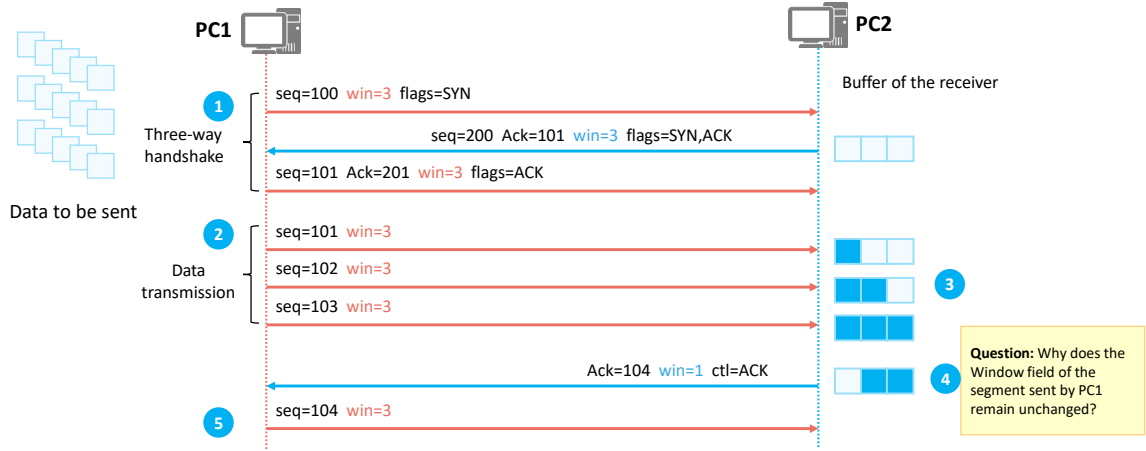 PC1
PC2
Buffer of the receiver
1
seq=100 win=3 flags=SYN
Three-way
handshake
seq=200 Ack=101 win=3 flags=SYN,ACK
seq=101 Ack=201 win=3 flags=ACK
Data to be sent
2
seq=101 win=3
Data
transmission
seq=102 win=3
3
seq=103 win=3
Ack=104 win=1 ctl=ACK
4
Question: Why does the
Window field of the
segment sent by PC1
remain unchanged?
5
seq=104 win=3